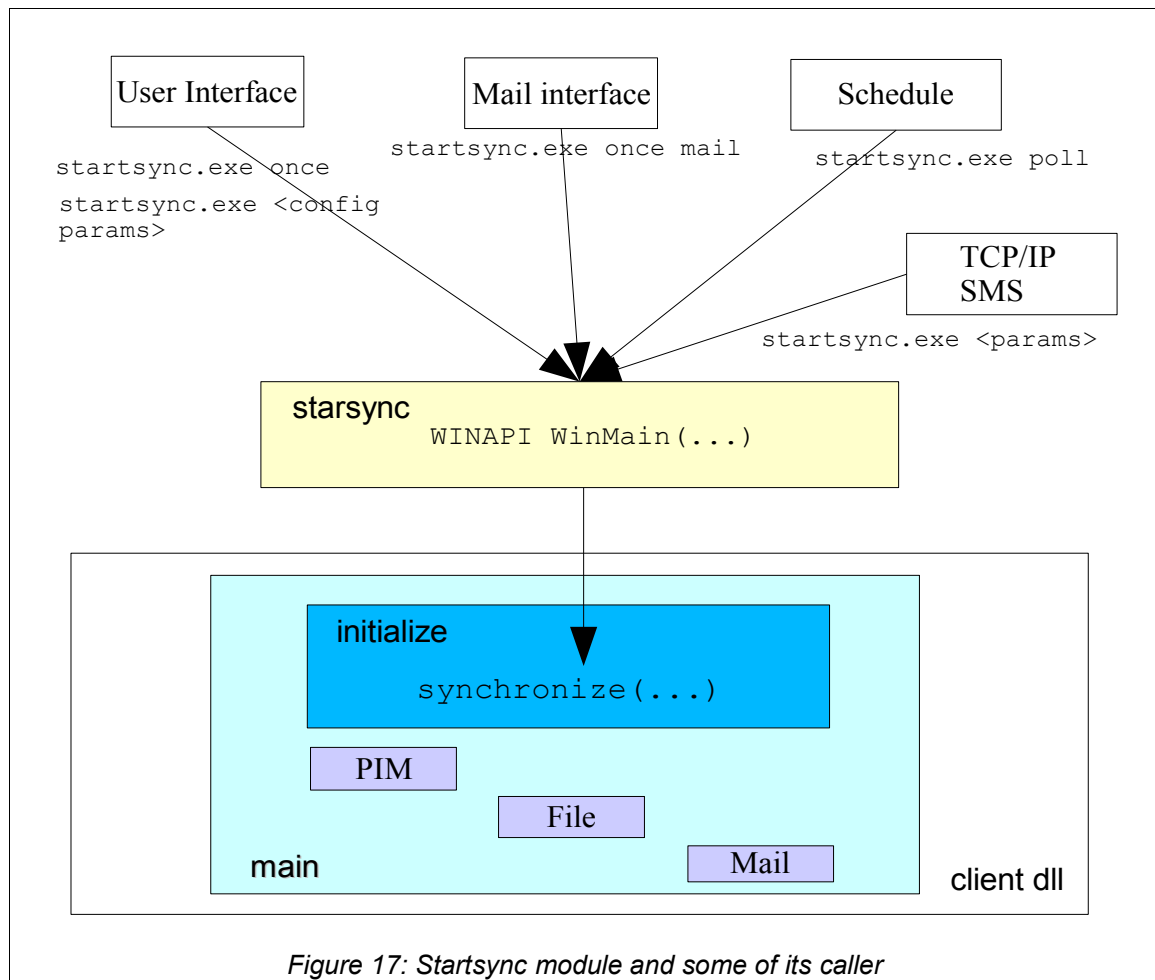 User Interface
Mail interface
Schedule
startsync.exe once
startsync.exe <config
params>
startsync.exe once mail
startsync.exe poll
TCP/IP
SMS
startsync.exe <params>
starsync
WINAPI WinMain(...)
initialize
synchronize(...)
PIM
File
Mail
main
client dll
Figure 17: Startsync module and some of its caller